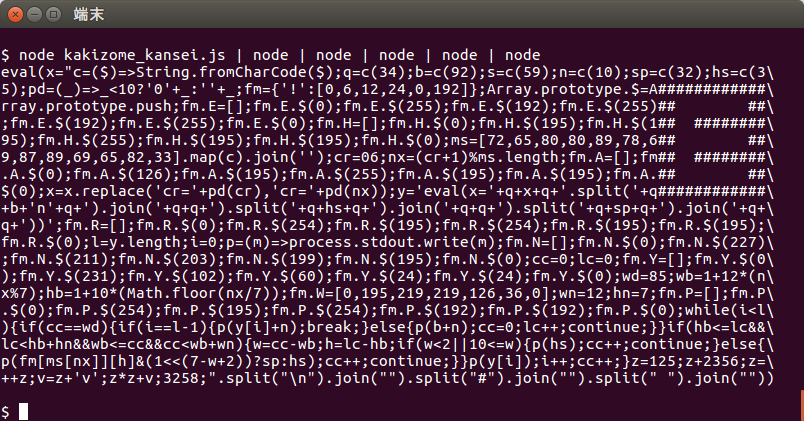 端末
$ node kakizome_kansei.js | node | node | node | node | node
eval(x="c=($)=>String.fromCharCode($);q=c(34);b=c(92);s=c(59);n=c(10);sp=c(32);hs=c(3\
5);pd=(_)=>_<10?'0'+_:''+_;fm={'!':[0,6,12,24,0,192]};Array.prototype.$=A############\
rray.prototype.push;fm.E=[];fm.E.$(0);fm.E.$(255);fm.E.$(192);fm.E.$(255)##        ##\
;fm.E.$(192);fm.E.$(255);fm.E.$(0);fm.H=[];fm.H.$(0);fm.H.$(195);fm.H.$(1##  ########\
95);fm.H.$(255);fm.H.$(195);fm.H.$(195);fm.H.$(0);ms=[72,65,80,80,89,78,6##        ##\
9,87,89,69,65,82,33].map(c).join('');cr=06;nx=(cr+1)%ms.length;fm.A=[];fm##  ########\
.A.$(0);fm.A.$(126);fm.A.$(195);fm.A.$(255);fm.A.$(195);fm.A.$(195);fm.A.##        ##\
$(0);x=x.replace('cr='+pd(cr),'cr='+pd(nx));y='eval(x='+q+x+q+'.split('+q############\
+b+'n'+q+').join('+q+q+').split('+q+hs+q+').join('+q+q+').split('+q+sp+q+').join('+q+\
q+'))';fm.R=[];fm.R.$(0);fm.R.$(254);fm.R.$(195);fm.R.$(254);fm.R.$(195);fm.R.$(195);\
fm.R.$(0);l=y.length;i=0;p=(m)=>process.stdout.write(m);fm.N=[];fm.N.$(0);fm.N.$(227)\
;fm.N.$(211);fm.N.$(203);fm.N.$(199);fm.N.$(195);fm.N.$(0);cc=0;lc=0;fm.Y=[];fm.Y.$(0\
);fm.Y.$(231);fm.Y.$(102);fm.Y.$(60);fm.Y.$(24);fm.Y.$(24);fm.Y.$(0);wd=85;wb=1+12*(n\
x%7);hb=1+10*(Math.floor(nx/7));fm.W=[0,195,219,219,126,36,0];wn=12;hn=7;fm.P=[];fm.P\
.$(0);fm.P.$(254);fm.P.$(195);fm.P.$(254);fm.P.$(192);fm.P.$(192);fm.P.$(0);while(i<l\
){if(cc==wd){if(i==l-1){p(y[i]+n);break;}else{p(b+n);cc=0;lc++;continue;}}if(hb<=lc&&\
lc<hb+hn&&wb<=cc&&cc<wb+wn){w=cc-wb;h=lc-hb;if(w<2||10<=w){p(hs);cc++;continue;}else{\
p(fm[ms[nx]][h]&(1<<(7-w+2))?sp:hs);cc++;continue;}}p(y[i]);i++;cc++;}z=125;z+2356;z=\
++z;v=z+'v';z*z+v;3258;".split("\n").join("").split("#").join("").split(" ").join(""))
$